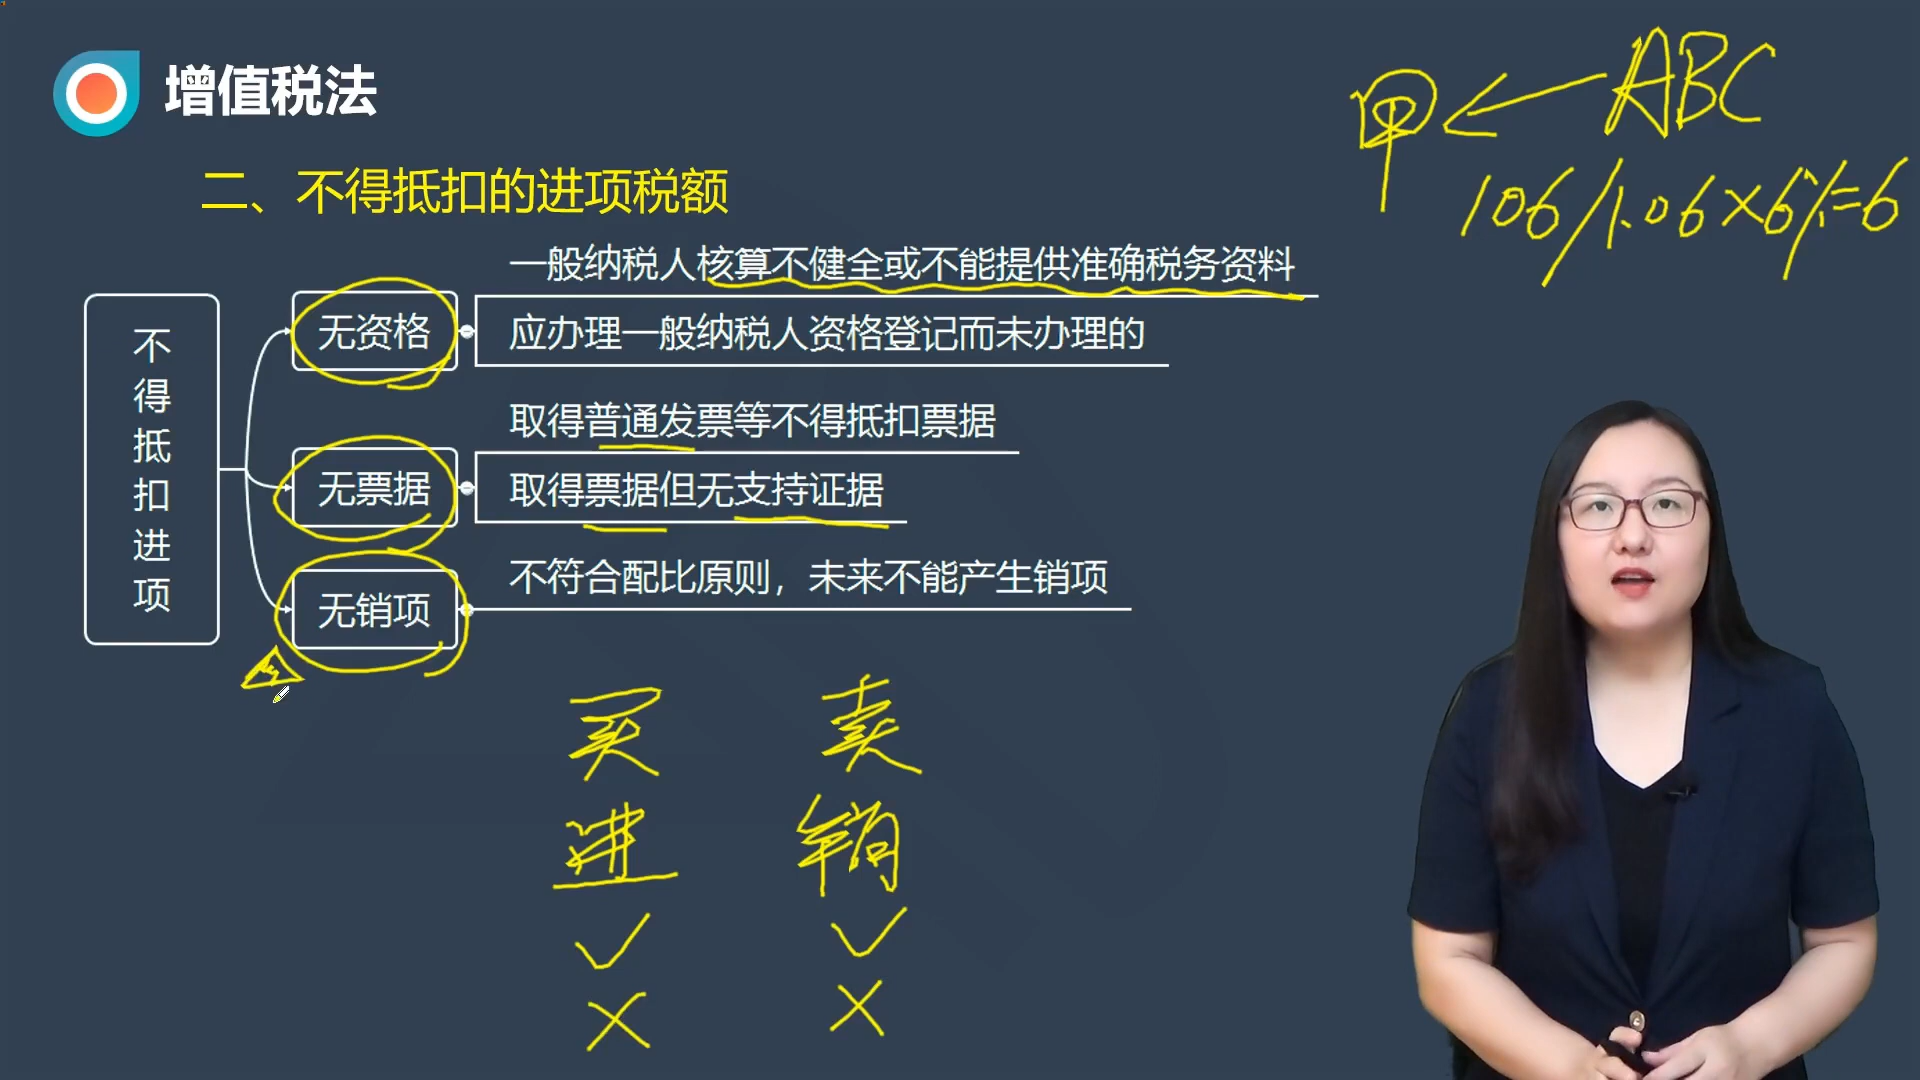 增值税法
甲 ← ABC
二、不得抵扣的进项税额
106/1.06×6%=6
不得抵扣进项
无资格
一般纳税人核算不健全或不能提供准确税务资料
应办理一般纳税人资格登记而未办理的
无票据
取得普通发票等不得抵扣票据
取得票据但无支持证据
无销项
不符合配比原则，未来不能产生销项
买 卖
进 销
✓ ✓
× ×